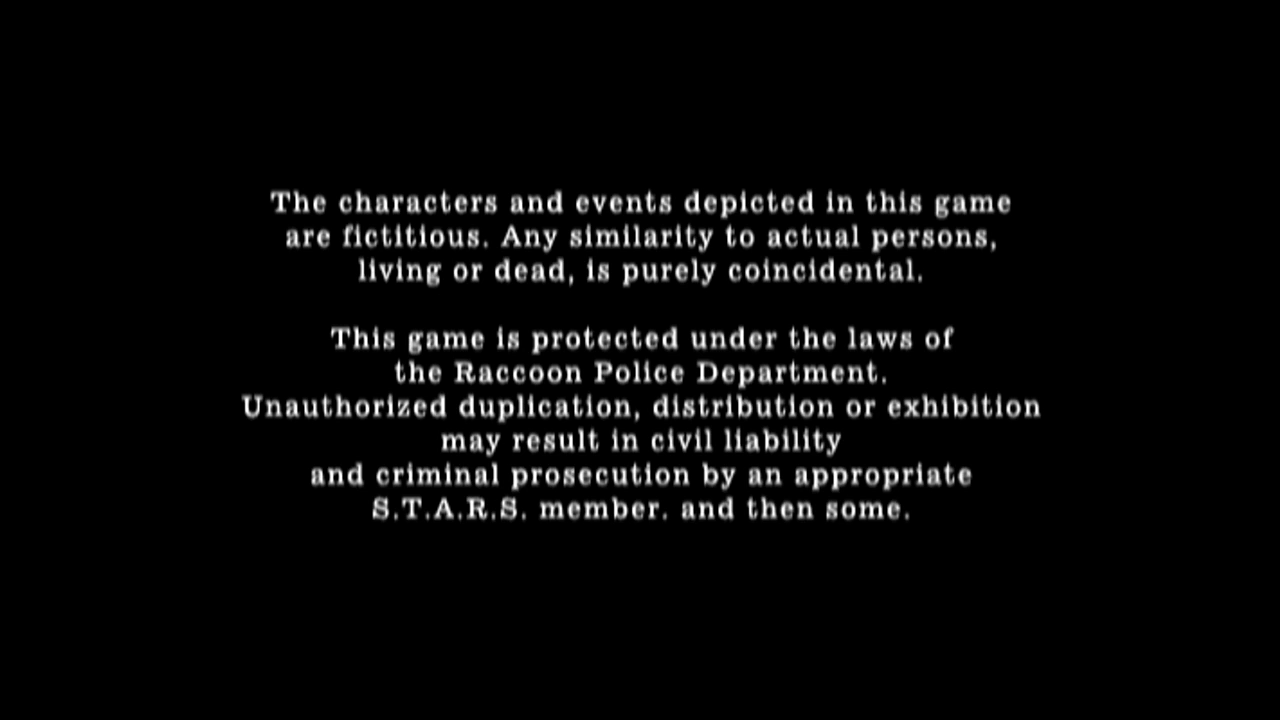 The characters and events depicted in this game
are fictitious. Any similarity to actual persons,
living or dead, is purely coincidental.
This game is protected under the laws of
the Raccoon Police Department.
Unauthorized duplication, distribution or exhibition
may result in civil liability
and criminal prosecution by an appropriate
S.T.A.R.S. member. and then some.